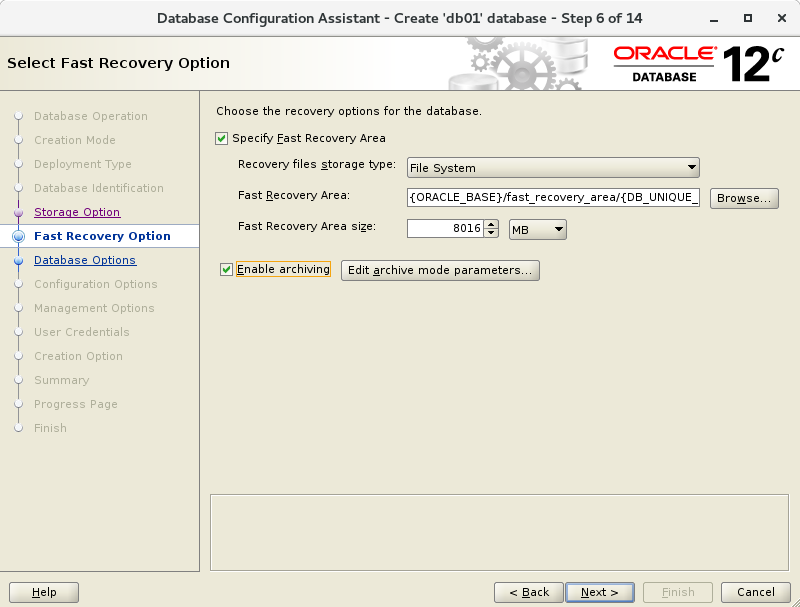 Database Configuration Assistant - Create 'db01' database - Step 6 of 14
Select Fast Recovery Option
ORACLE
DATABASE
12c
Database Operation
Creation Mode
Deployment Type
Database Identification
Storage Option
Fast Recovery Option
Database Options
Configuration Options
Management Options
User Credentials
Creation Option
Summary
Progress Page
Finish
Choose the recovery options for the database.
Specify Fast Recovery Area
Recovery files storage type: File System
Fast Recovery Area: {ORACLE_BASE}/fast_recovery_area/{DB_UNIQUE_ Browse...
Fast Recovery Area size: 8016 MB
Enable archiving Edit archive mode parameters...
Help < Back Next > Finish Cancel